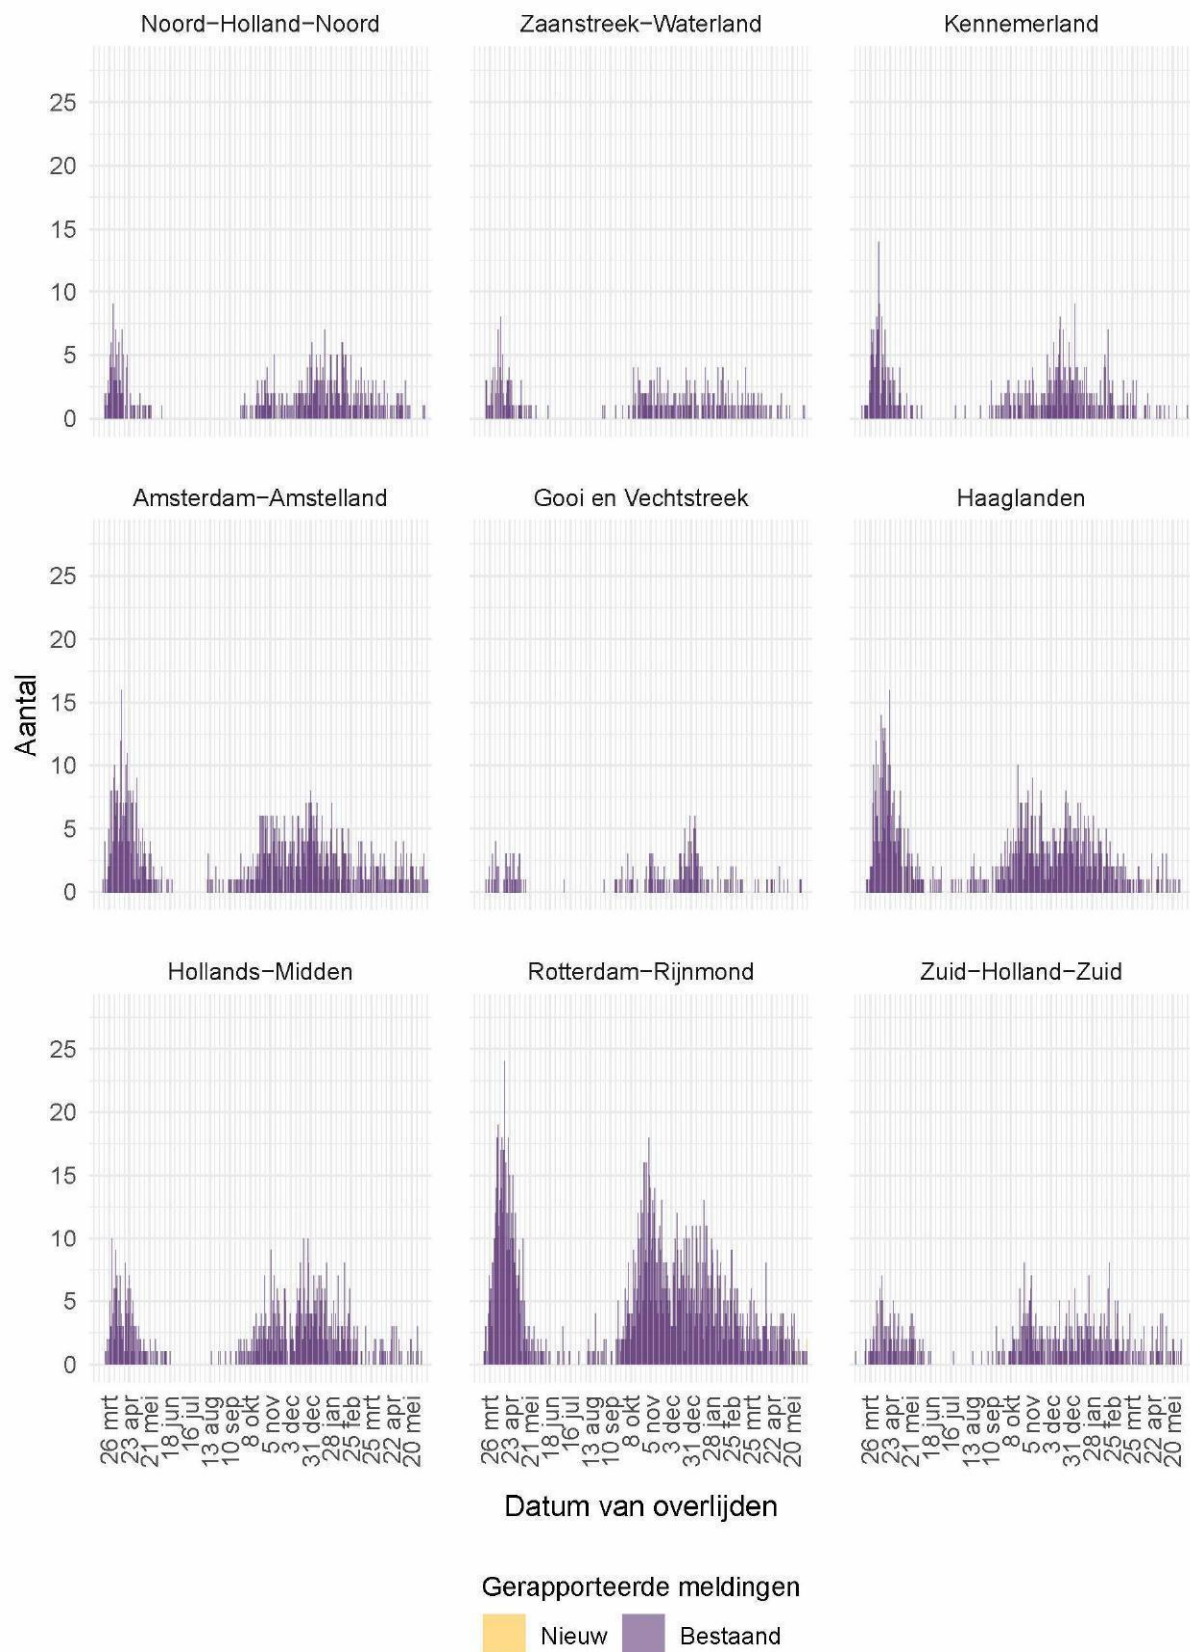 Noord−Holland−Noord Zaanstreek−Waterland Kennemerland
25
20
15
10
5
0
Amsterdam−Amstelland Gooi en Vechtstreek Haaglanden
25
20
15
10
5
0
Aantal
Hollands−Midden Rotterdam−Rijnmond Zuid−Holland−Zuid
25
20
15
10
5
0
26 mrt 23 apr 21 mei 18 jun 16 jul 13 aug 10 sep 8 okt 5 nov 3 dec 31 dec 28 jan 25 feb 25 mrt 22 apr 20 mei
26 mrt 23 apr 21 mei 18 jun 16 jul 13 aug 10 sep 8 okt 5 nov 3 dec 31 dec 28 jan 25 feb 25 mrt 22 apr 20 mei
26 mrt 23 apr 21 mei 18 jun 16 jul 13 aug 10 sep 8 okt 5 nov 3 dec 31 dec 28 jan 25 feb 25 mrt 22 apr 20 mei
Datum van overlijden
Gerapporteerde meldingen
Nieuw Bestaand